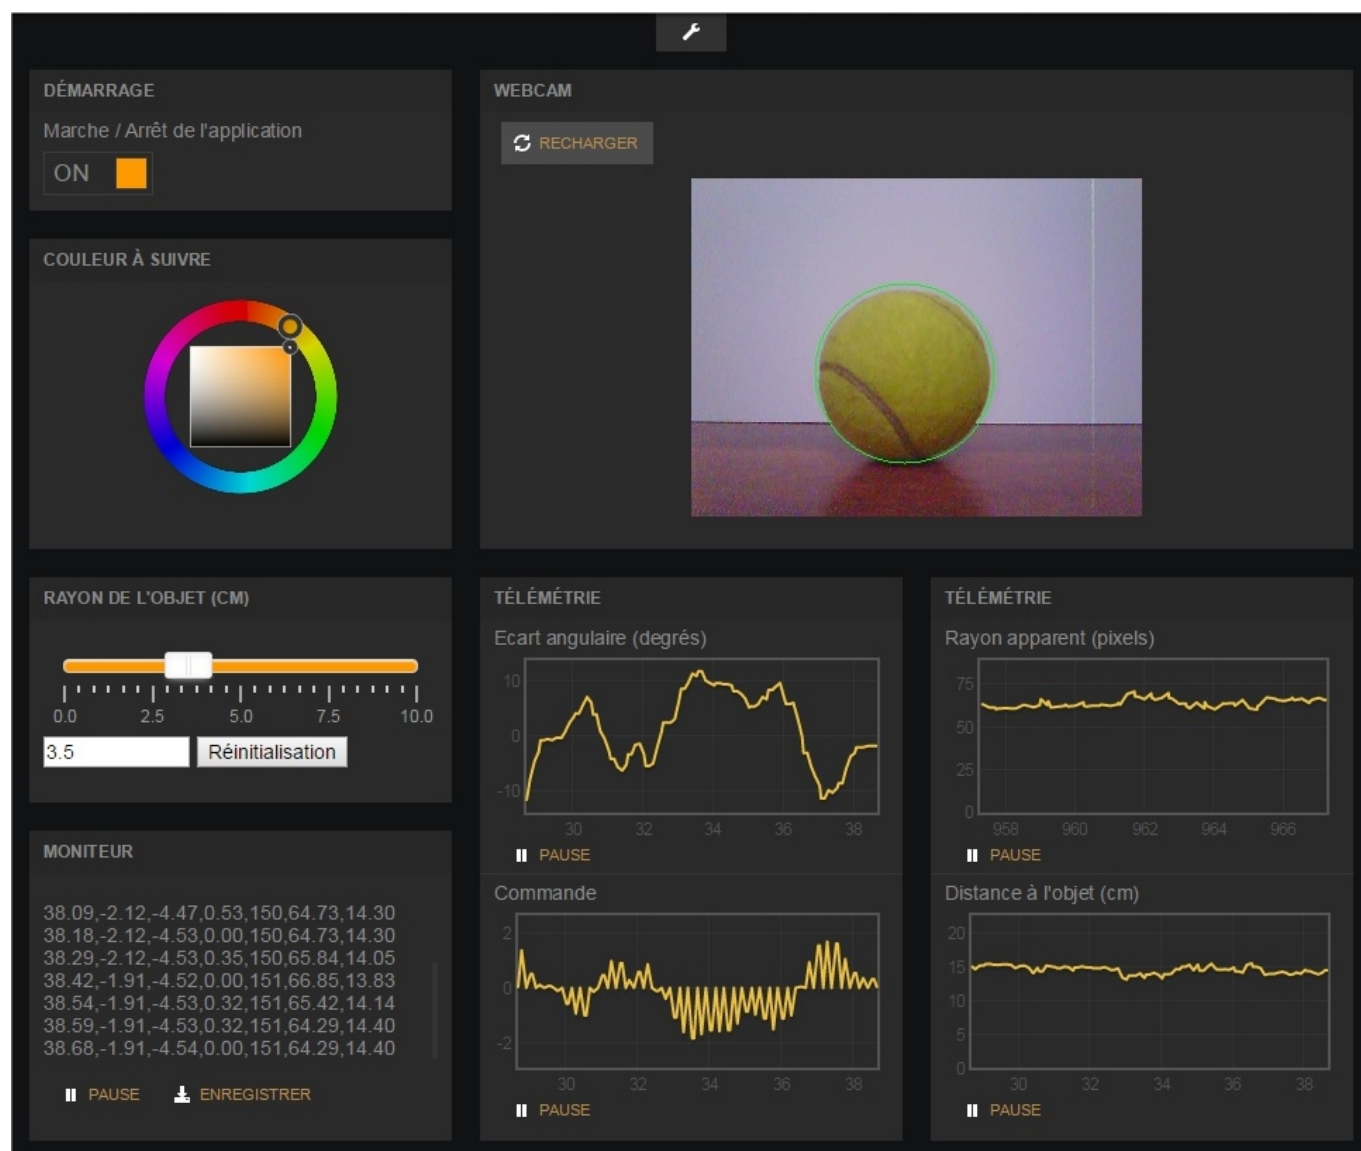 DÉMARRAGE
Marche / Arrêt de l'application
ON
COULEUR À SUIVRE
WEBCAM
RECHARGER
RAYON DE L'OBJET (CM)
0.0 2.5 5.0 7.5 10.0
3.5 Réinitialisation
MONITEUR
38.09,-2.12,-4.47,0.53,150,64.73,14.30
38.18,-2.12,-4.53,0.00,150,64.73,14.30
38.29,-2.12,-4.53,0.35,150,65.84,14.05
38.42,-1.91,-4.52,0.00,151,66.85,13.83
38.54,-1.91,-4.53,0.32,151,65.42,14.14
38.59,-1.91,-4.53,0.32,151,64.29,14.40
38.68,-1.91,-4.54,0.00,151,64.29,14.40
PAUSE ENREGISTRER
TÉLÉMÉTRIE
Ecart angulaire (degrés)
10
0
-10
30 32 34 36 38
PAUSE
Commande
2
0
-2
30 32 34 36 38
PAUSE
TÉLÉMÉTRIE
Rayon apparent (pixels)
75
50
25
0
958 960 962 964 966
PAUSE
Distance à l'objet (cm)
20
15
10
5
0
30 32 34 36 38
PAUSE